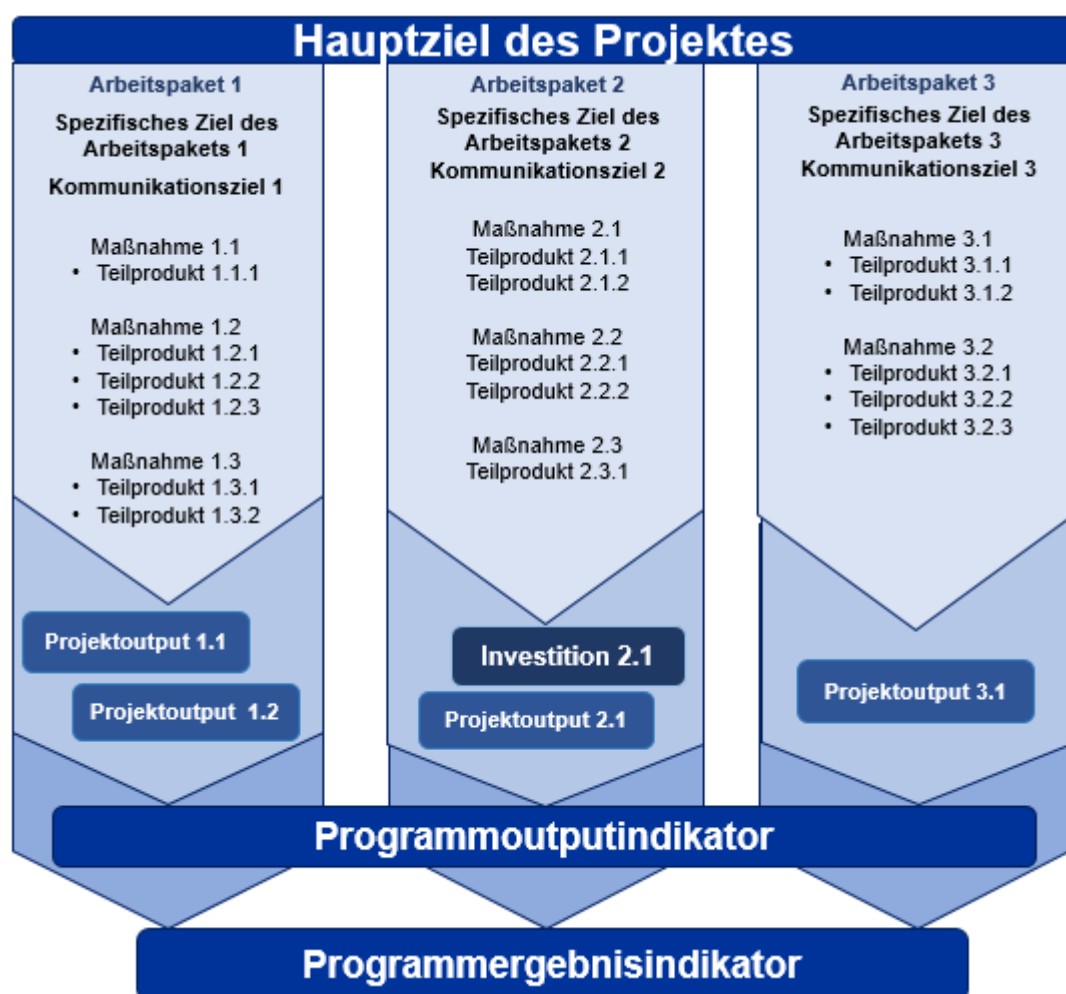 Hauptziel des Projektes
Arbeitspaket 1
Spezifisches Ziel des
Arbeitspakets 1
Kommunikationsziel 1
Maßnahme 1.1
• Teilprodukt 1.1.1
Maßnahme 1.2
• Teilprodukt 1.2.1
• Teilprodukt 1.2.2
• Teilprodukt 1.2.3
Maßnahme 1.3
• Teilprodukt 1.3.1
• Teilprodukt 1.3.2
Projektoutput 1.1
Projektoutput 1.2
Arbeitspaket 2
Spezifisches Ziel des
Arbeitspakets 2
Kommunikationsziel 2
Maßnahme 2.1
Teilprodukt 2.1.1
Teilprodukt 2.1.2
Maßnahme 2.2
Teilprodukt 2.2.1
Teilprodukt 2.2.2
Maßnahme 2.3
Teilprodukt 2.3.1
Investition 2.1
Projektoutput 2.1
Arbeitspaket 3
Spezifisches Ziel des
Arbeitspakets 3
Kommunikationsziel 3
Maßnahme 3.1
• Teilprodukt 3.1.1
• Teilprodukt 3.1.2
Maßnahme 3.2
• Teilprodukt 3.2.1
• Teilprodukt 3.2.2
• Teilprodukt 3.2.3
Projektoutput 3.1
Programmoutputindikator
Programmergebnisindikator